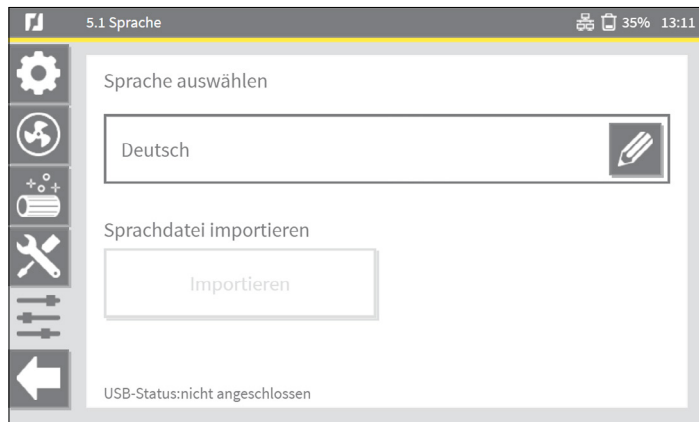 5.1 Sprache 35% 13:11
Sprache auswählen
Deutsch
Sprachdatei importieren
Importieren
USB-Status:nicht angeschlossen